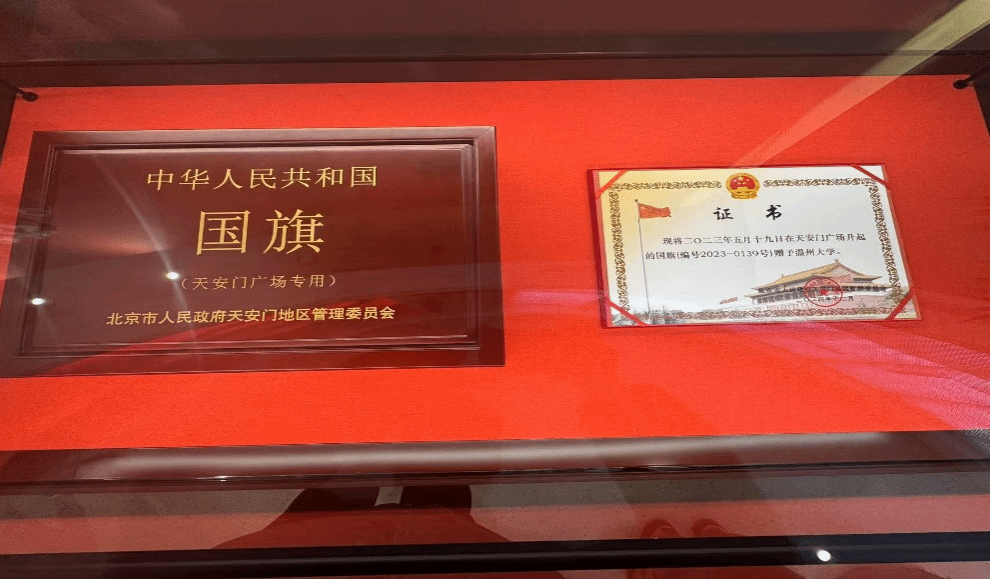 中华人民共和国
国旗
（天安门广场专用）
北京市人民政府天安门地区管理委员会
证 书
现将二〇二三年五月十九日在天安门广场升起
的国旗(编号2023-0139号)赠予温州大学。